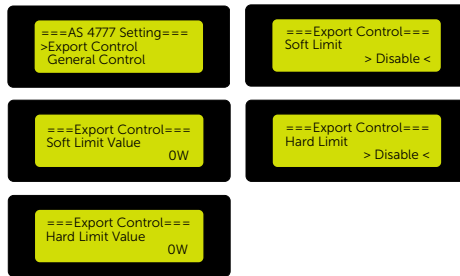 ===AS 4777 Setting===
>Export Control
General Control
===Export Control===
Soft Limit
> Disable <
===Export Control===
Soft Limit Value
0W
===Export Control===
Hard Limit
> Disable <
===Export Control===
Hard Limit Value
0W